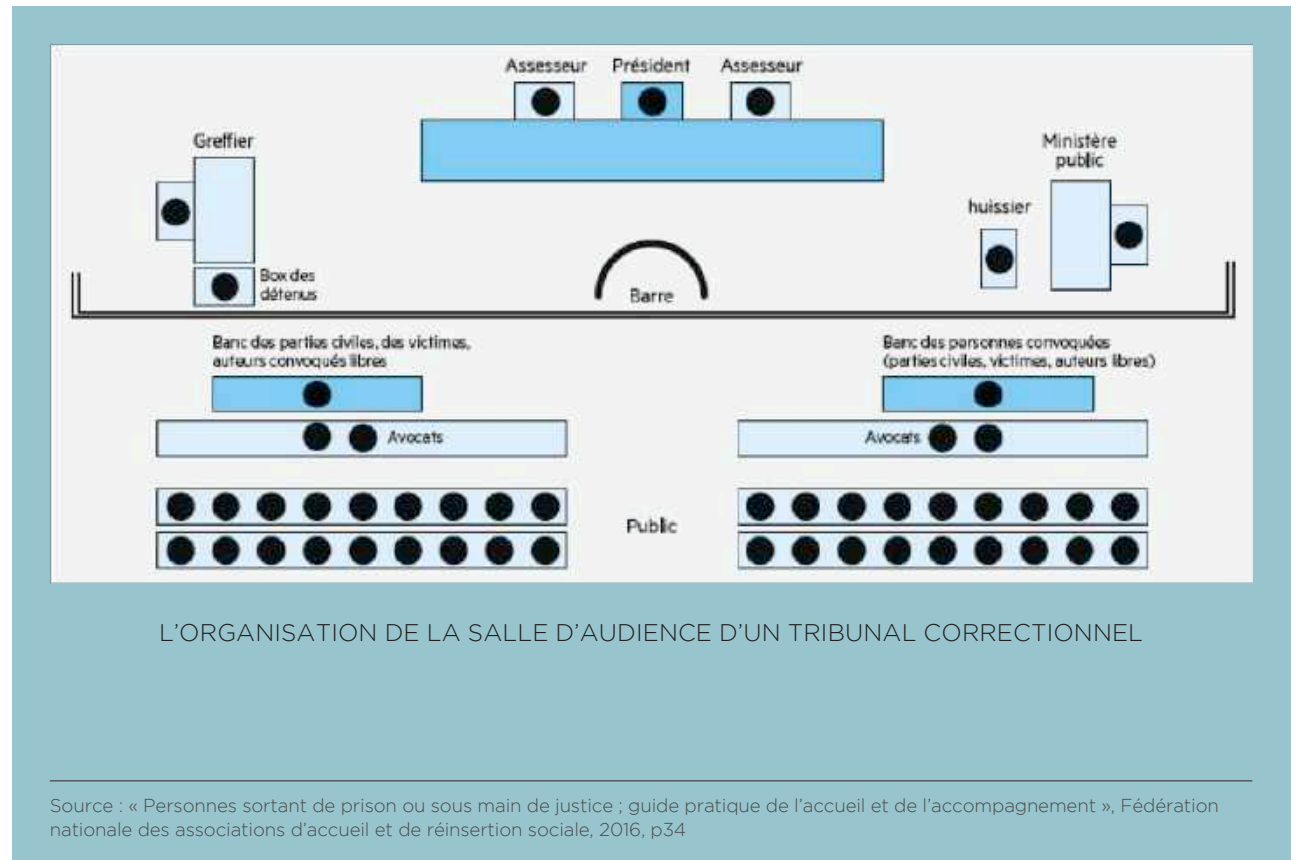 Assesseur Président Assesseur
Greffier
Ministère
public
huissier
Box des
détenus
Barre
Banc des parties civiles, des victimes,
auteurs convoqués libres
Banc des personnes convoquées
(parties civiles, victimes, auteurs libres)
Avocats
Avocats
Public
L’ORGANISATION DE LA SALLE D’AUDIENCE D’UN TRIBUNAL CORRECTIONNEL
Source : « Personnes sortant de prison ou sous main de justice ; guide pratique de l’accueil et de l’accompagnement », Fédération
nationale des associations d’accueil et de réinsertion sociale, 2016, p34